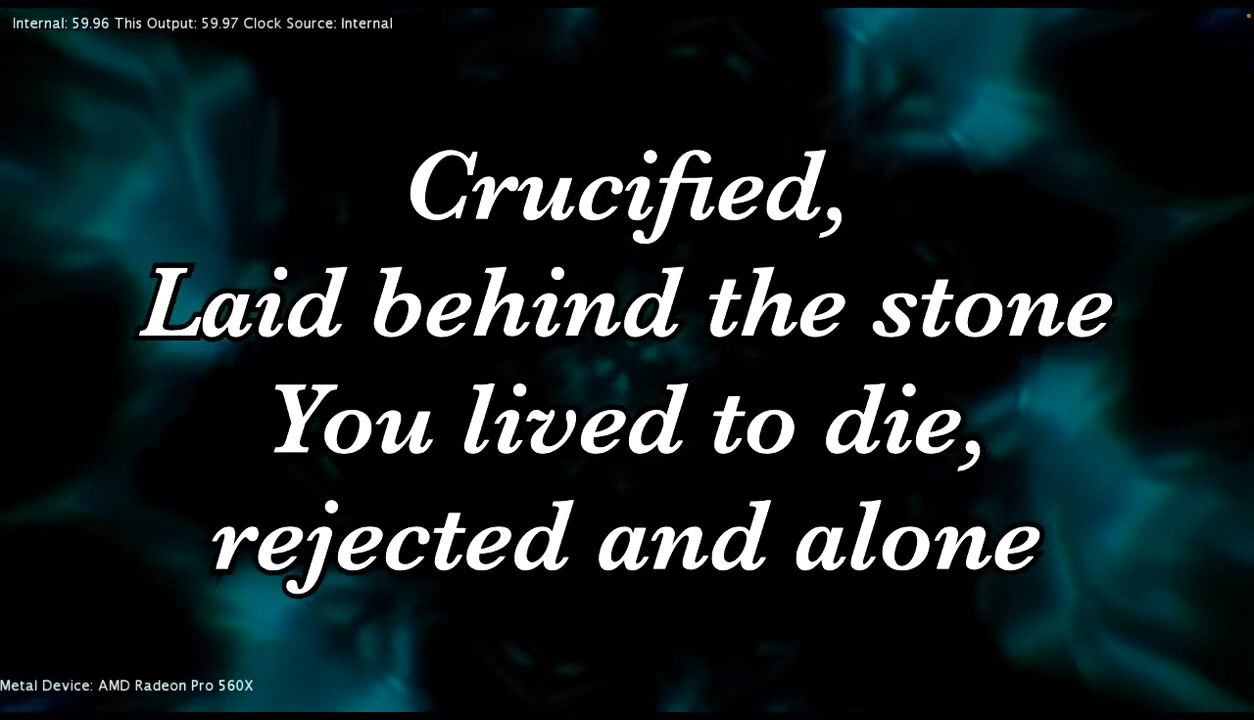 Internal: 59.96 This Output: 59.97 Clock Source: Internal
Crucified,
Laid behind the stone
You lived to die,
rejected and alone
Metal Device: AMD Radeon Pro 560X